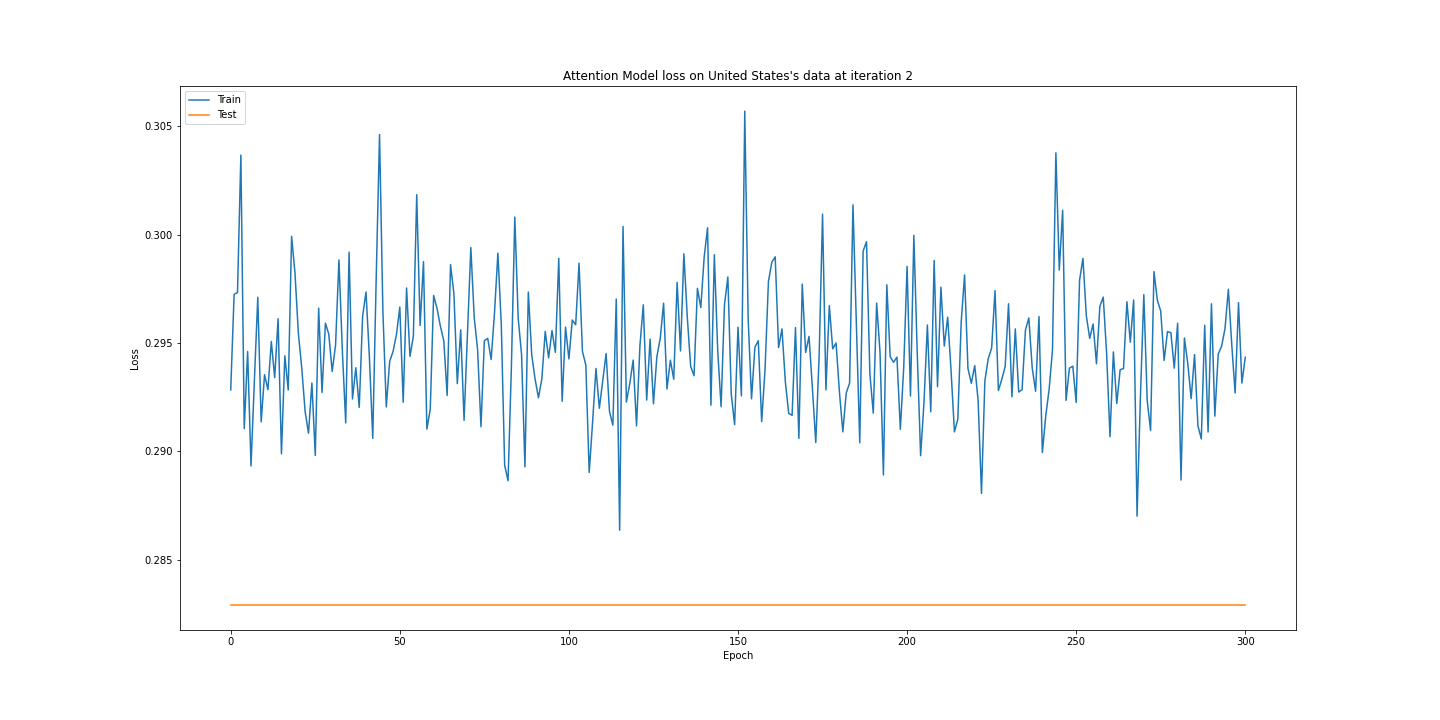 Attention Model loss on United States's data at iteration 2
Train
Test
0.305
0.300
0.295
0.290
0.285
Loss
0 50 100 150 200 250 300
Epoch